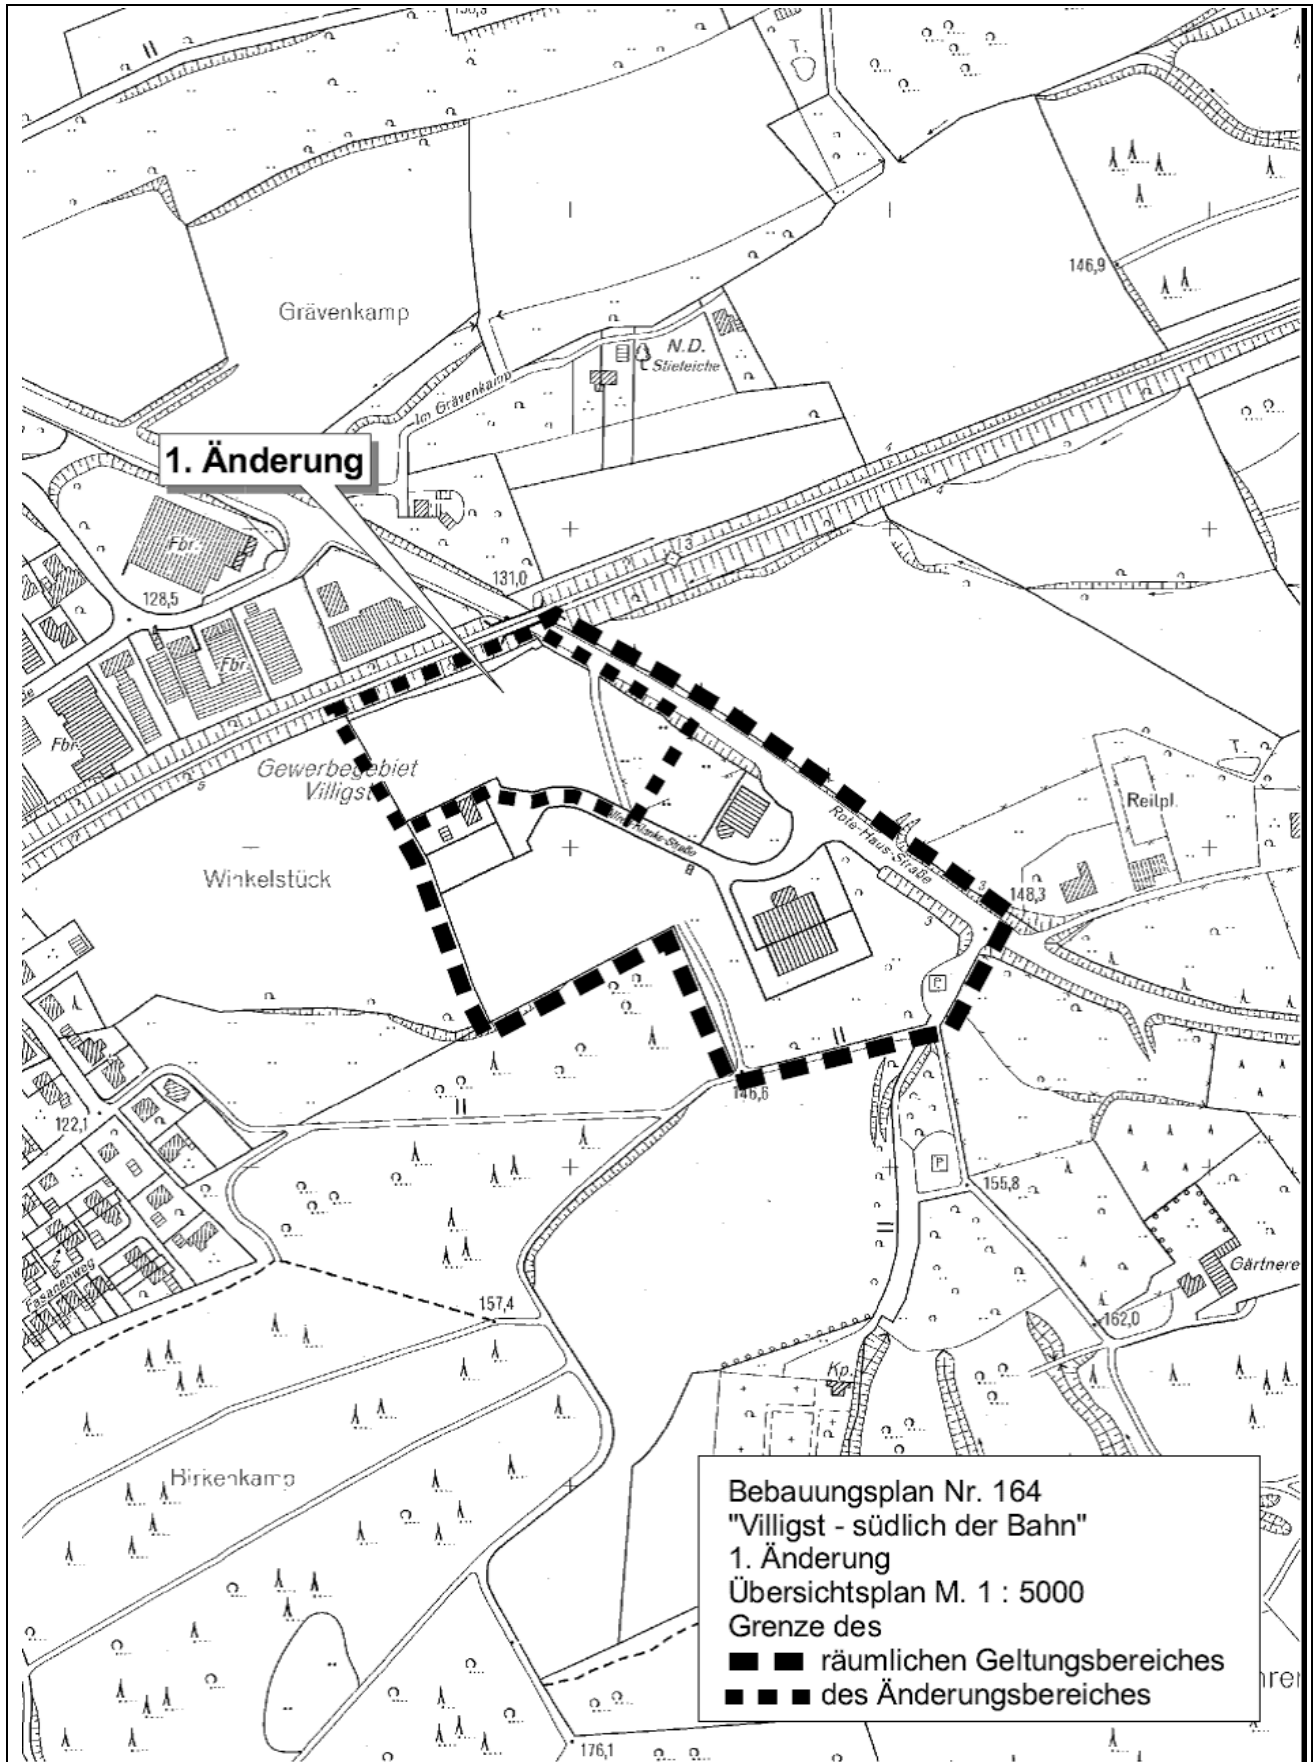 T.
146,9
Grävenkamp
N.D.
Stieleiche
Im Grävenkamp
1. Änderung
Fbr.
131,0
128,5
Fbr.
Fbr.
Gewerbegebiet
Villigst
T.
Reitpl.
Rote-Haus-Straße
Winkelstück
148,3
P
146,6
122,1
P
155,8
Fasanenweg
157,4
Gärtnere
162,0
Kp.
Birkenkamp
Bebauungsplan Nr. 164
"Villigst - südlich der Bahn"
1. Änderung
Übersichtsplan M. 1 : 5000
Grenze des
räumlichen Geltungsbereiches
des Änderungsbereiches
176,1